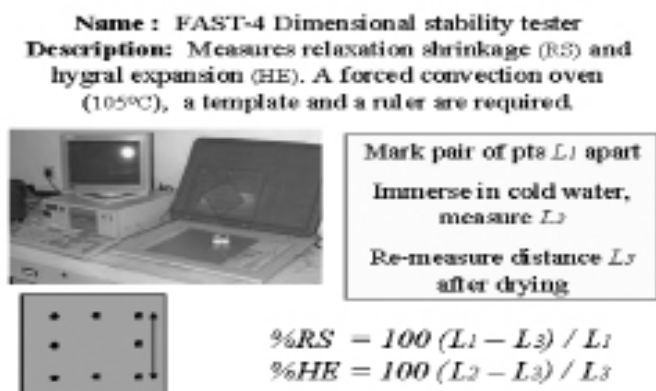 Name : FAST-4 Dimensional stability tester
Description: Measures relaxation shrinkage (RS) and
hygral expansion (HE). A forced convection oven
(105ºC), a template and a ruler are required.
Mark pair of pts L1 apart
Immerse in cold water,
measure L2
Re-measure distance L3
after drying
%RS = 100 (L1 – L3) / L1
%HE = 100 (L2 – L3) / L3